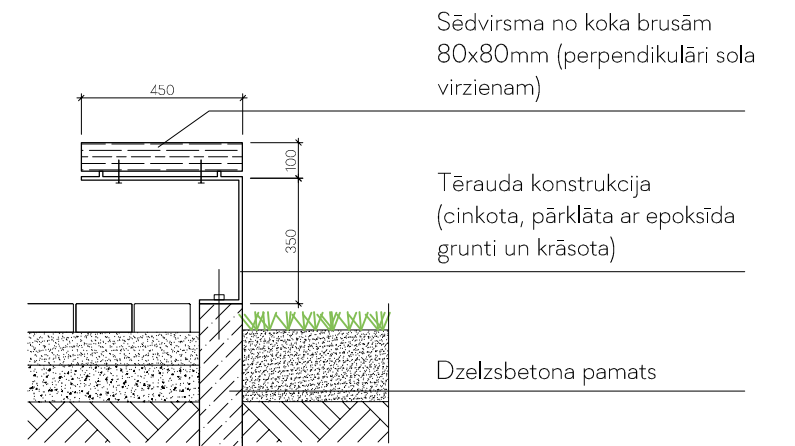 Sēdvirsma no koka brusām
80x80mm (perpendikulāri sola
virzienam)
450
100
Tērauda konstrukcija
(cinkota, pārklāta ar epoksīda
grunti un krāsota)
350
Dzelzsbetona pamats